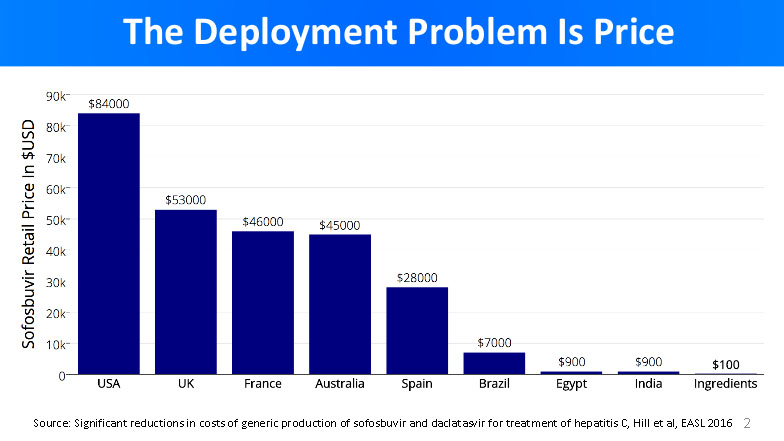 The Deployment Problem Is Price
Sofosbuvir Retail Price In $USD
90k
80k
70k
60k
50k
40k
30k
20k
10k
0
$84000
$53000
$46000
$45000
$28000
$7000
$900
$900
$100
USA UK France Australia Spain Brazil Egypt India Ingredients
Source: Significant reductions in costs of generic production of sofosbuvir and daclatasvir for treatment of hepatitis C, Hill et al, EASL 2016 2